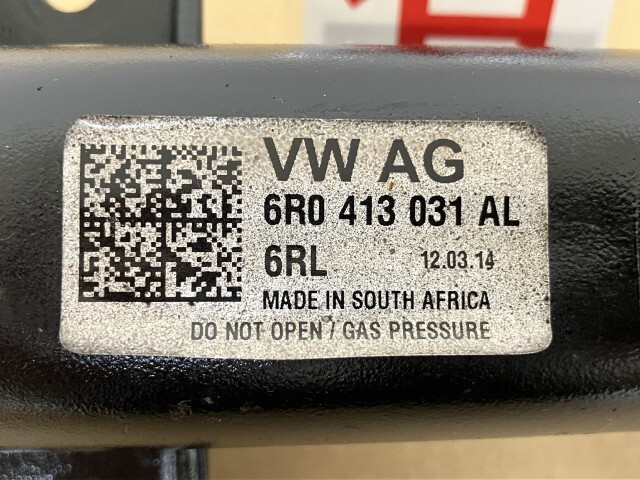 VW AG
6R0 413 031 AL
6RL 12.03.14
MADE IN SOUTH AFRICA
DO NOT OPEN / GAS PRESSURE